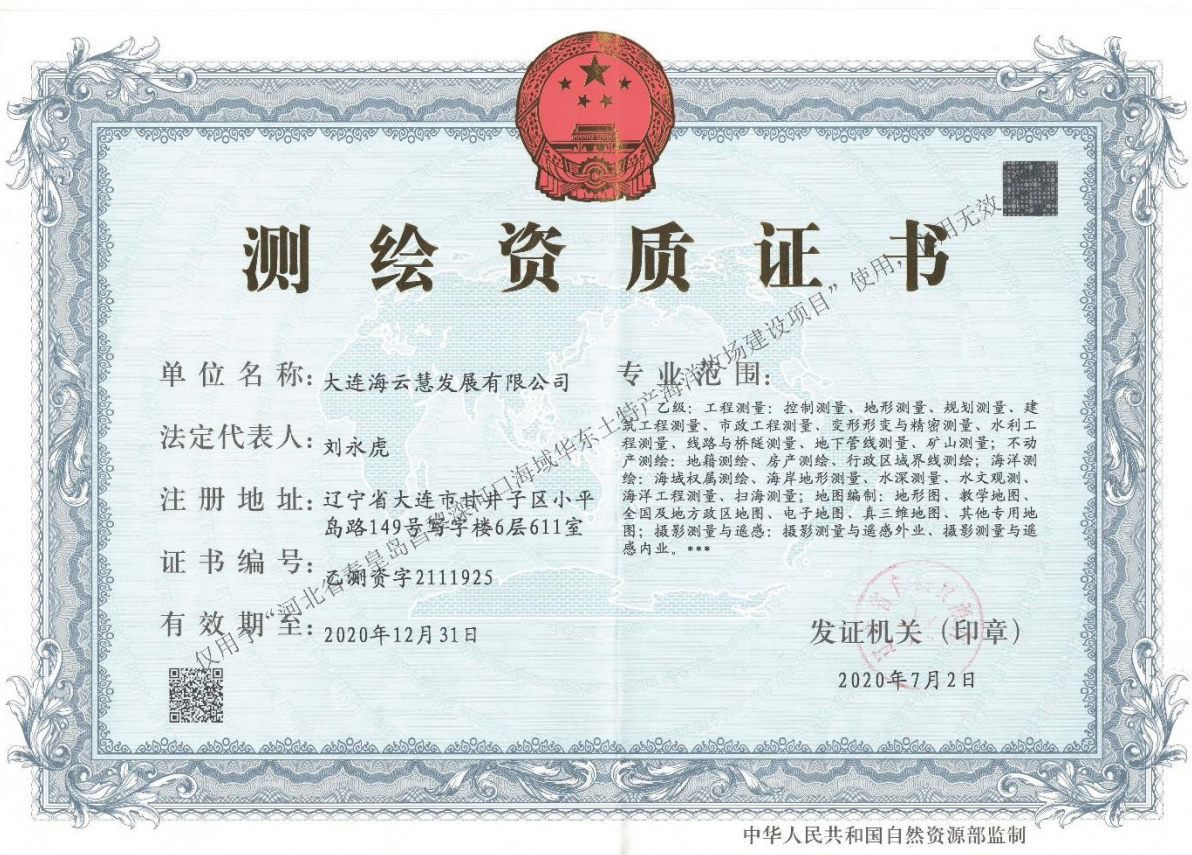 测绘资质证书
单位名称：大连海云慧发展有限公司
法定代表人：刘永虎
注册地址：辽宁省大连市甘井子区小平
岛路149号写字楼6层611室
证书编号：乙测资字2111925
有效期至：2020年12月31日
专业范围：
乙级：工程测量：控制测量、地形测量、规划测量、建
筑工程测量、市政工程测量、变形形变与精密测量、水利工
程测量、线路与桥隧测量、地下管线测量、矿山测量；不动
产测绘：地籍测绘、房产测绘、行政区域界线测绘；海洋测
绘：海域权属测绘、海岸地形测量、水深测量、水文观测、
海洋工程测量、扫海测量；地图编制：地形图、教学地图、
全国及地方政区地图、电子地图、真三维地图、其他专用地
图；摄影测量与遥感：摄影测量与遥感外业、摄影测量与遥
感内业。***
发证机关（印章）
2020年7月2日
仅用于“河北省秦皇岛昌黎滦河口海域华东土特产海洋牧场建设项目”使用，用无效
中华人民共和国自然资源部监制